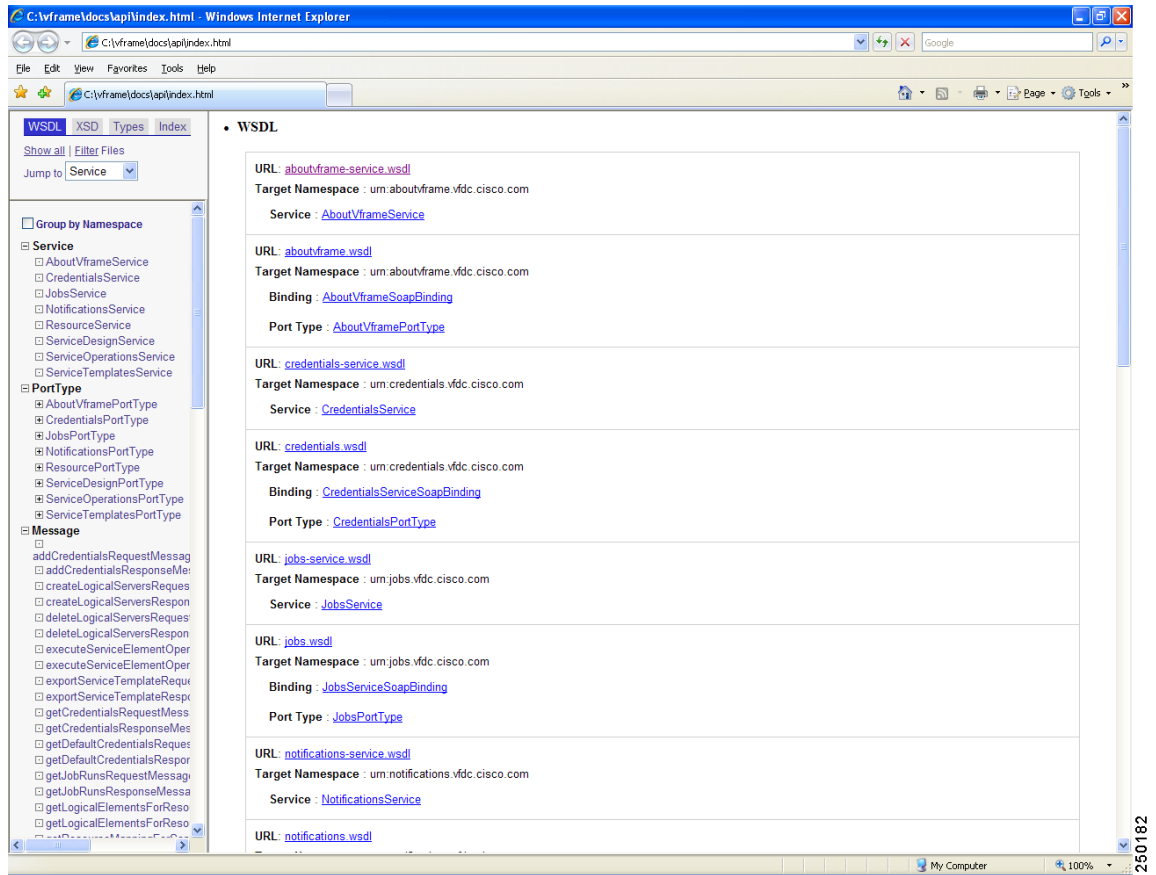 C:\vframe\docs\api\index.html - Windows Internet Explorer
C:\vframe\docs\api\index.html
Google
File Edit View Favorites Tools Help
C:\vframe\docs\api\index.html
Page Tools
WSDL XSD Types Index
Show all | Filter Files
Jump to Service
Group by Namespace
Service
AboutVframeService
CredentialsService
JobsService
NotificationsService
ResourceService
ServiceDesignService
ServiceOperationsService
ServiceTemplatesService
PortType
AboutVframePortType
CredentialsPortType
JobsPortType
NotificationsPortType
ResourcePortType
ServiceDesignPortType
ServiceOperationsPortType
ServiceTemplatesPortType
Message
addCredentialsRequestMessag
addCredentialsResponseMes
createLogicalServersReques
createLogicalServersRespon
deleteLogicalServersReques
deleteLogicalServersRespon
executeServiceElementOper
executeServiceElementOper
exportServiceTemplateReque
exportServiceTemplateRespo
getCredentialsRequestMess
getCredentialsResponseMes
getDefaultCredentialsReques
getDefaultCredentialsRespor
getJobRunsRequestMessage
getJobRunsResponseMessa
getLogicalElementsForReso
getLogicalElementsForReso
• WSDL
URL: aboutvframe-service.wsdl
Target Namespace : urn:aboutvframe.vfdc.cisco.com
Service : AboutVframeService
URL: aboutvframe.wsdl
Target Namespace : urn:aboutvframe.vfdc.cisco.com
Binding : AboutVframeSoapBinding
Port Type : AboutVframePortType
URL: credentials-service.wsdl
Target Namespace : urn:credentials.vfdc.cisco.com
Service : CredentialsService
URL: credentials.wsdl
Target Namespace : urn:credentials.vfdc.cisco.com
Binding : CredentialsServiceSoapBinding
Port Type : CredentialsPortType
URL: jobs-service.wsdl
Target Namespace : urn:jobs.vfdc.cisco.com
Service : JobsService
URL: jobs.wsdl
Target Namespace : urn:jobs.vfdc.cisco.com
Binding : JobsServiceSoapBinding
Port Type : JobsPortType
URL: notifications-service.wsdl
Target Namespace : urn:notifications.vfdc.cisco.com
Service : NotificationsService
URL: notifications.wsdl
My Computer
100%
250182